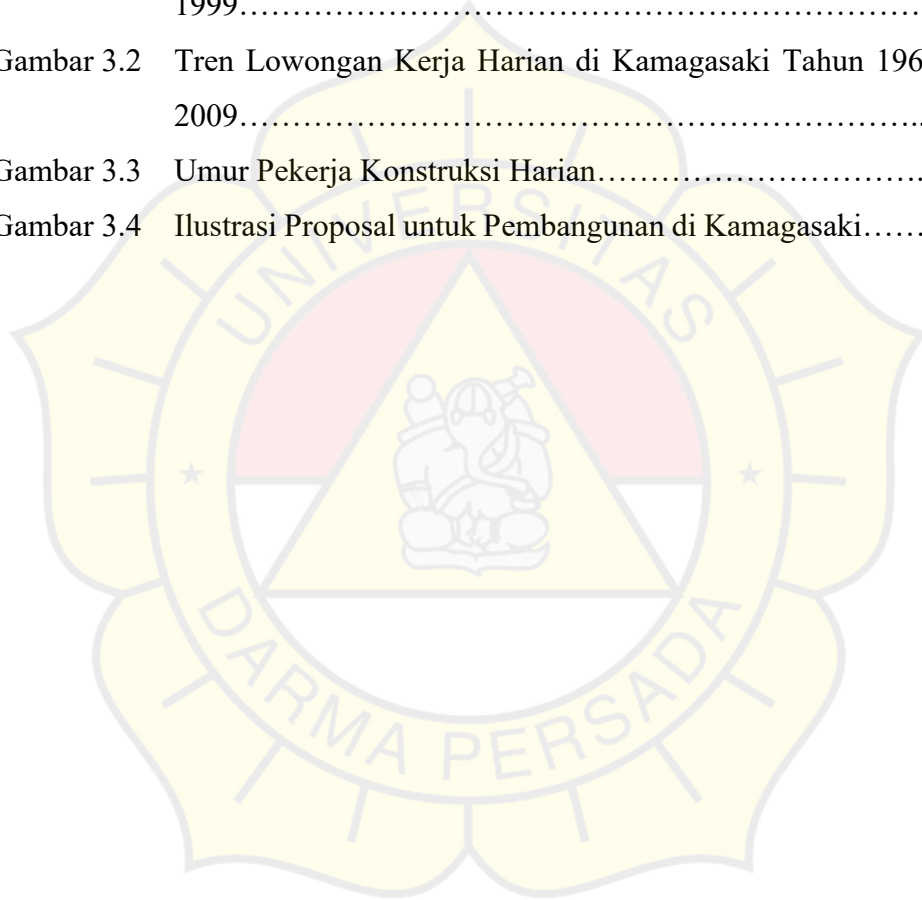 1999……………………………………………………………………
Gambar 3.2 Tren Lowongan Kerja Harian di Kamagasaki Tahun 196
2009……………………………………………………………………..
Gambar 3.3 Umur Pekerja Konstruksi Harian……………………………..
Gambar 3.4 Ilustrasi Proposal untuk Pembangunan di Kamagasaki……
UNIVERSITAS
DARMA PERSADA